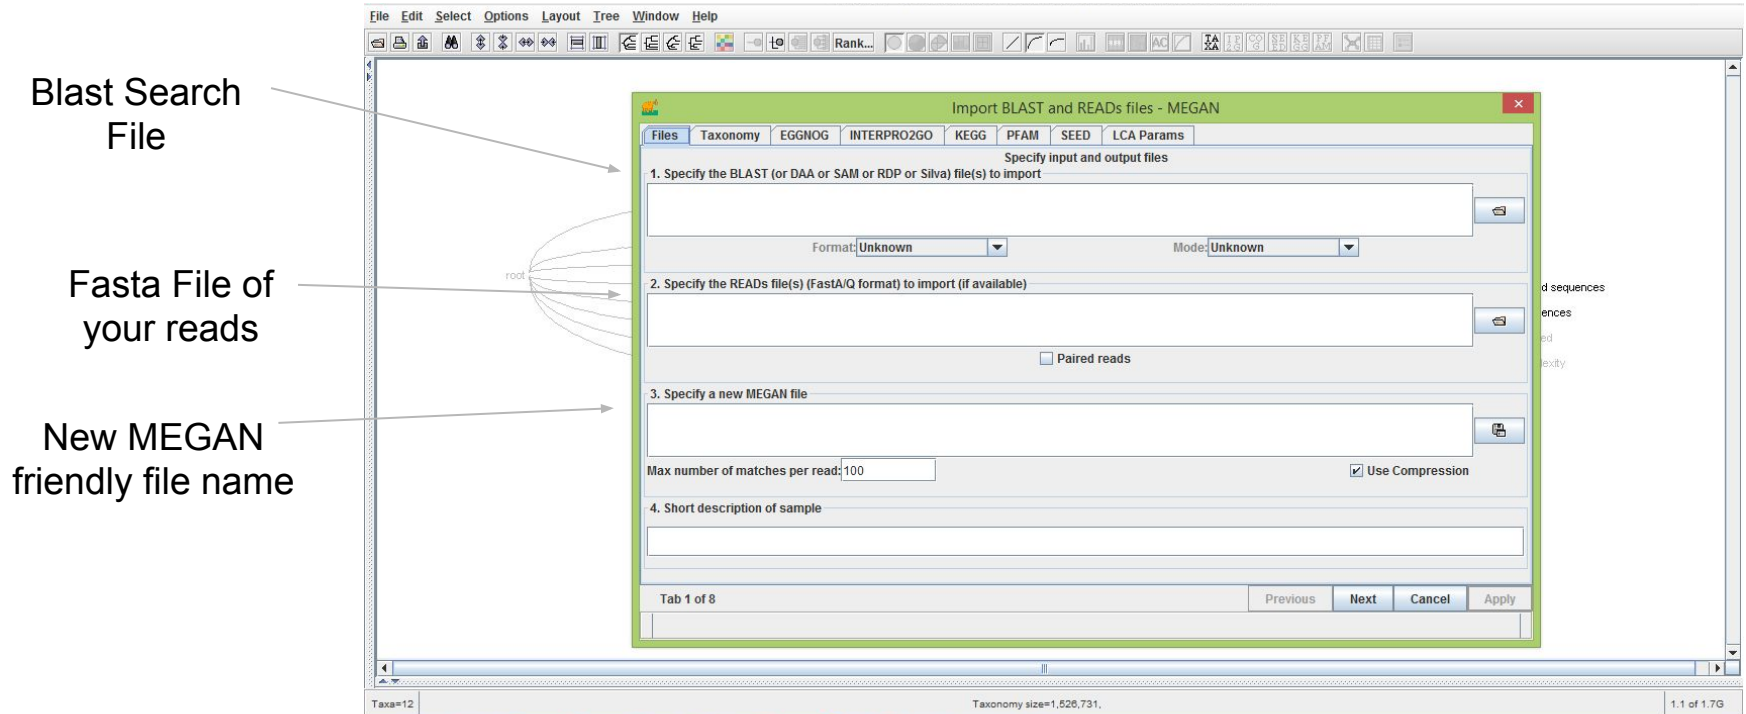 File Edit Select Options Layout Tree Window Help
Rank...
Blast Search
File
Fasta File of
your reads
New MEGAN
friendly file name
root
Import BLAST and READs files - MEGAN
Files Taxonomy EGGNOG INTERPRO2GO KEGG PFAM SEED LCA Params
Specify input and output files
1. Specify the BLAST (or DAA or SAM or RDP or Silva) file(s) to import
Format: Unknown Mode: Unknown
2. Specify the READs file(s) (FastA/Q format) to import (if available)
Paired reads
3. Specify a new MEGAN file
Max number of matches per read: 100 Use Compression
4. Short description of sample
Tab 1 of 8 Previous Next Cancel Apply
d sequences
ences
ed
lexity
Taxa=12 Taxonomy size=1,526,731, 1.1 of 1.7G